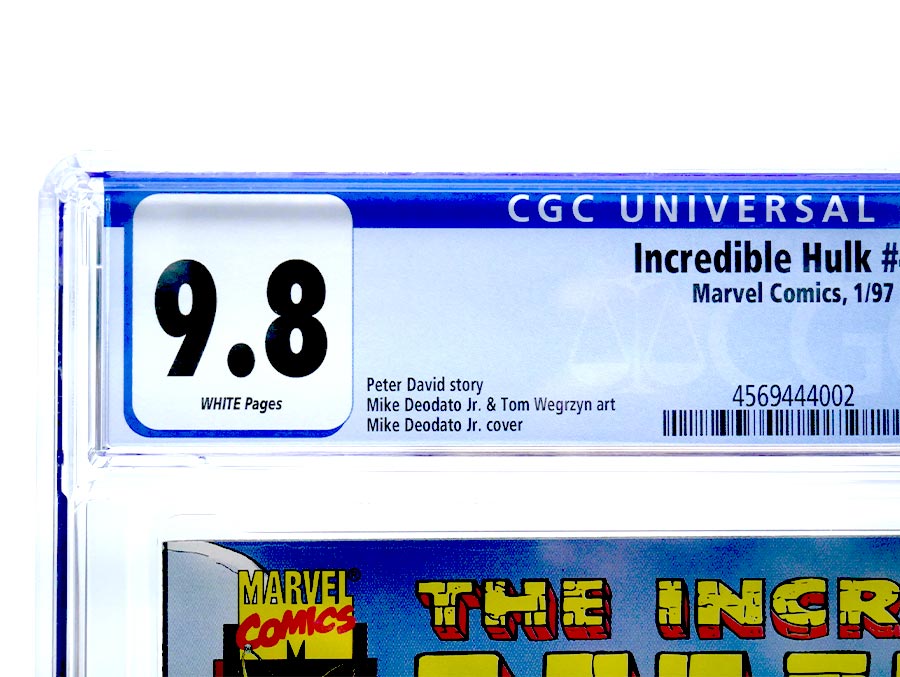 CGC UNIVERSAL
9.8
WHITE Pages
Incredible Hulk #
Marvel Comics, 1/97
Peter David story
Mike Deodato Jr. & Tom Wegrzyn art
Mike Deodato Jr. cover
4569444002
CGC
MARVEL
COMICS
THE INCR